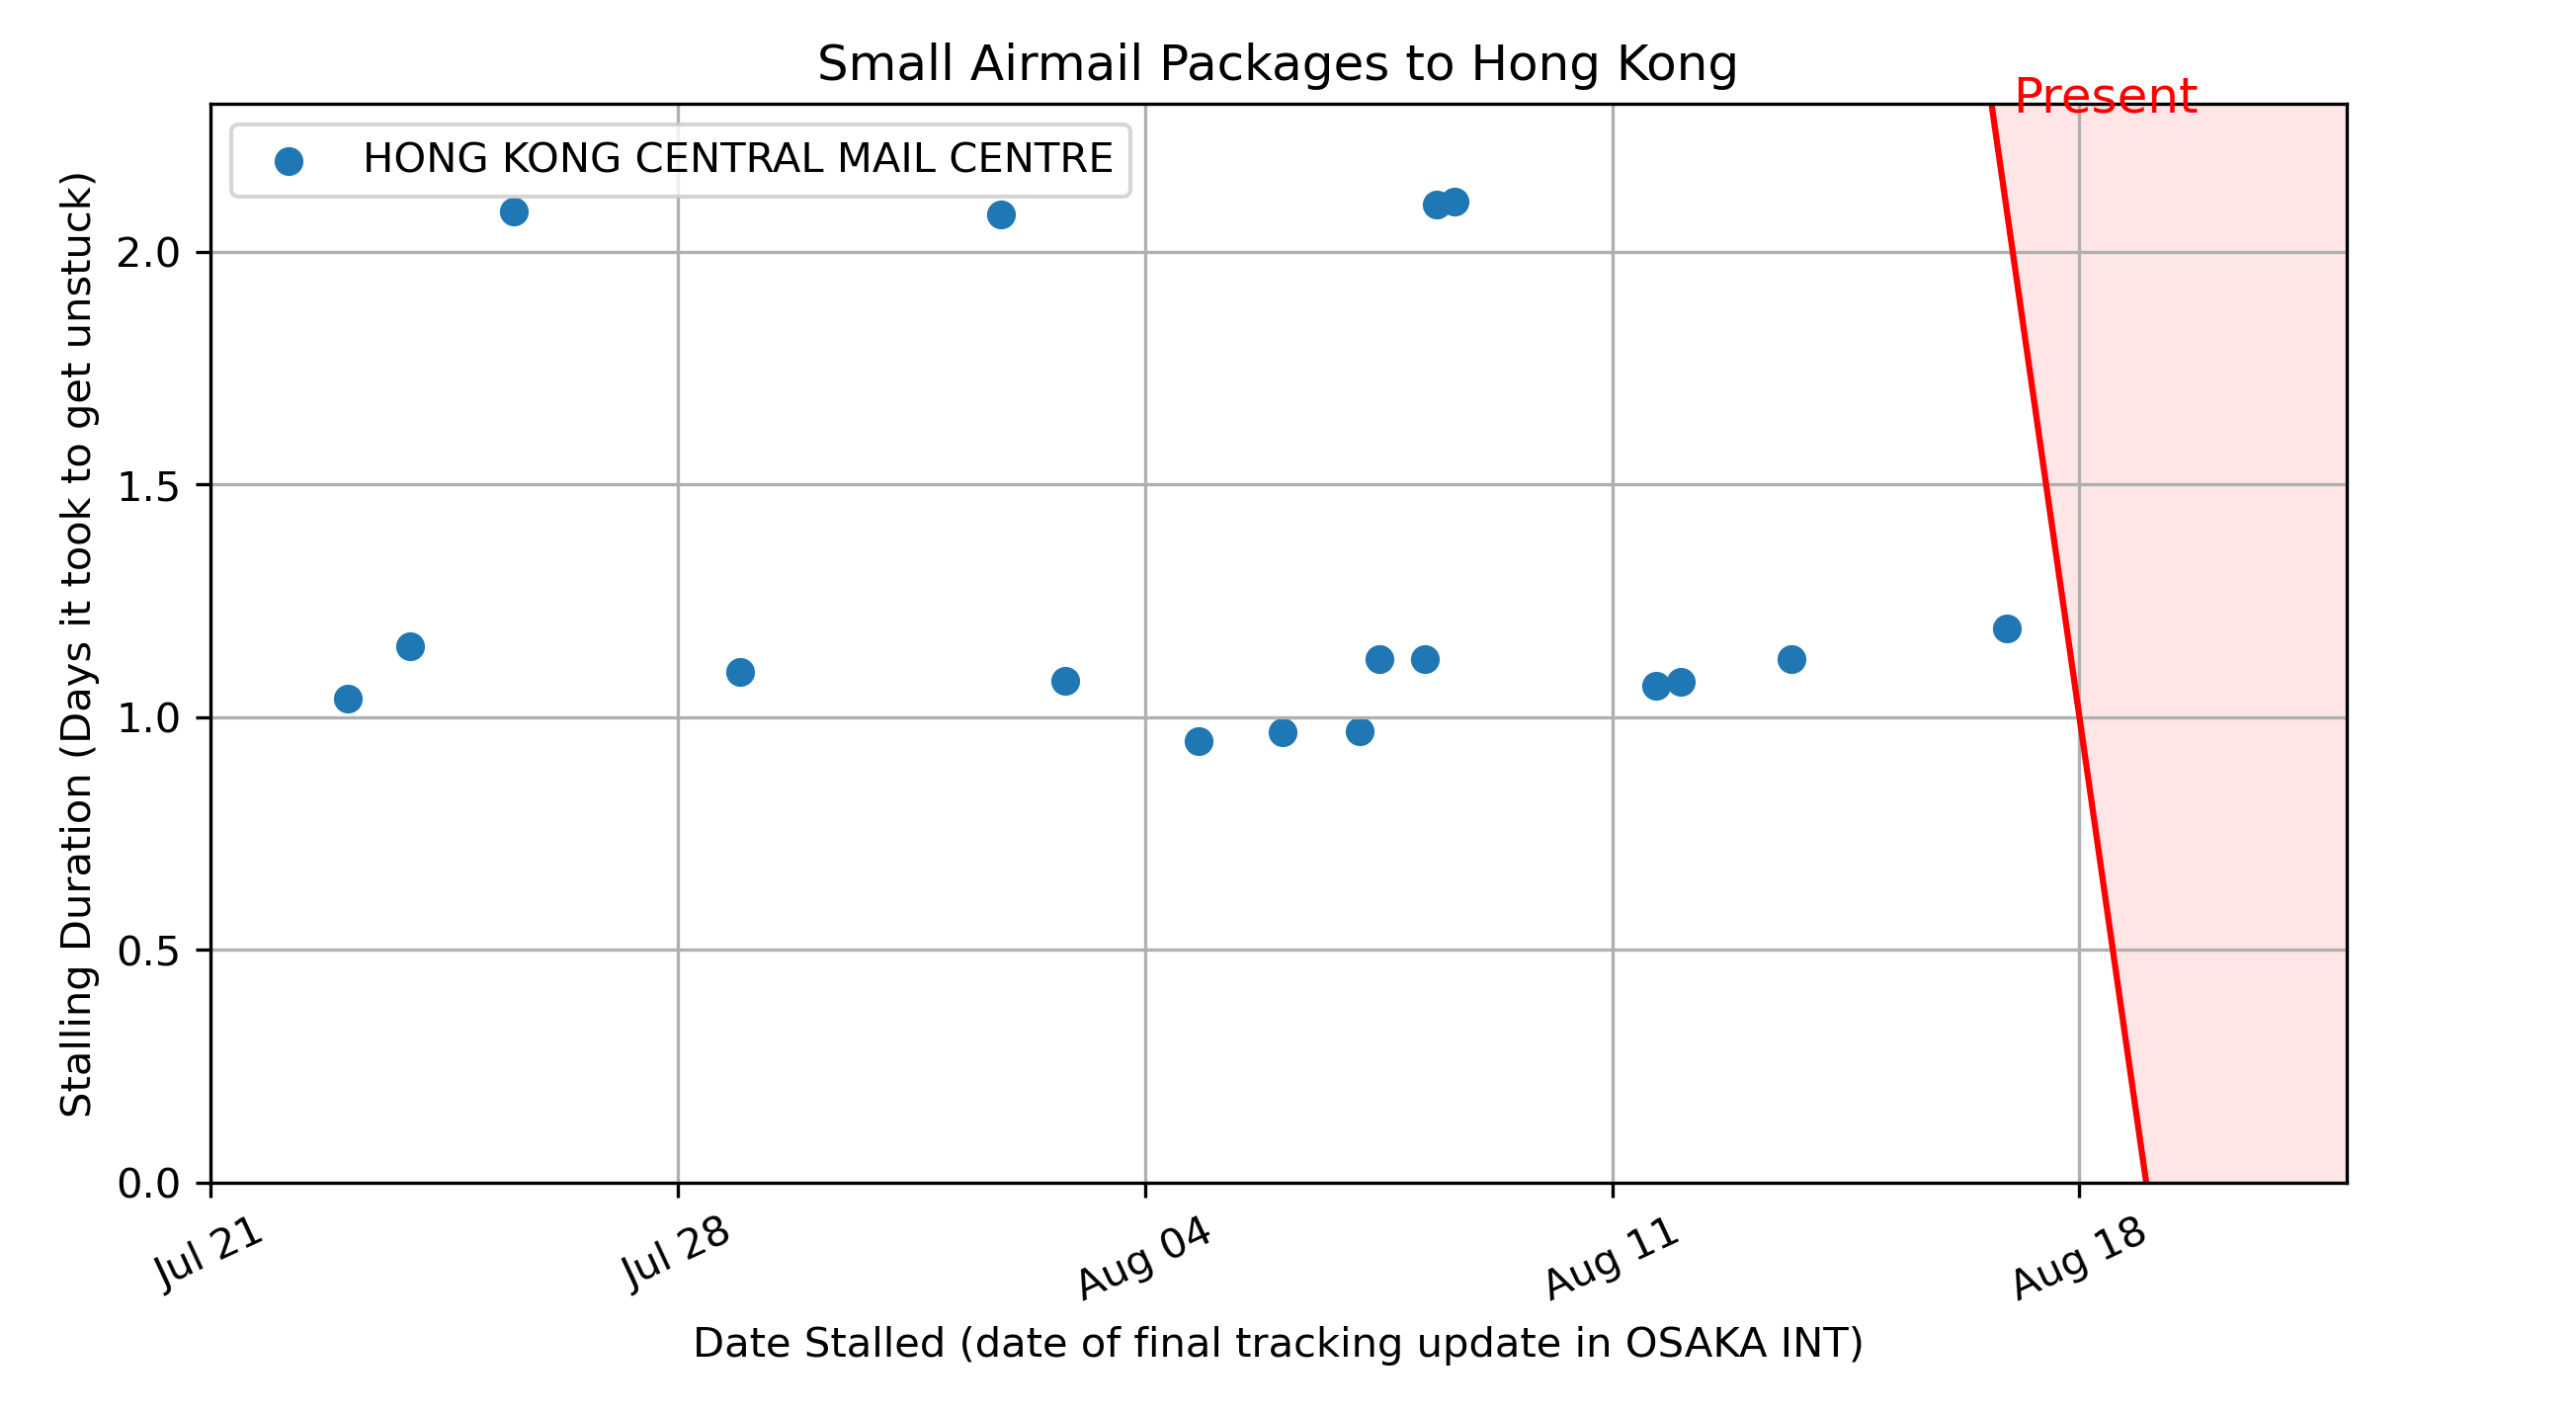 Small Airmail Packages to Hong Kong
Present
HONG KONG CENTRAL MAIL CENTRE
Stalling Duration (Days it took to get unstuck)
2.0
1.5
1.0
0.5
0.0
Jul 21
Jul 28
Aug 04
Aug 11
Aug 18
Date Stalled (date of final tracking update in OSAKA INT)